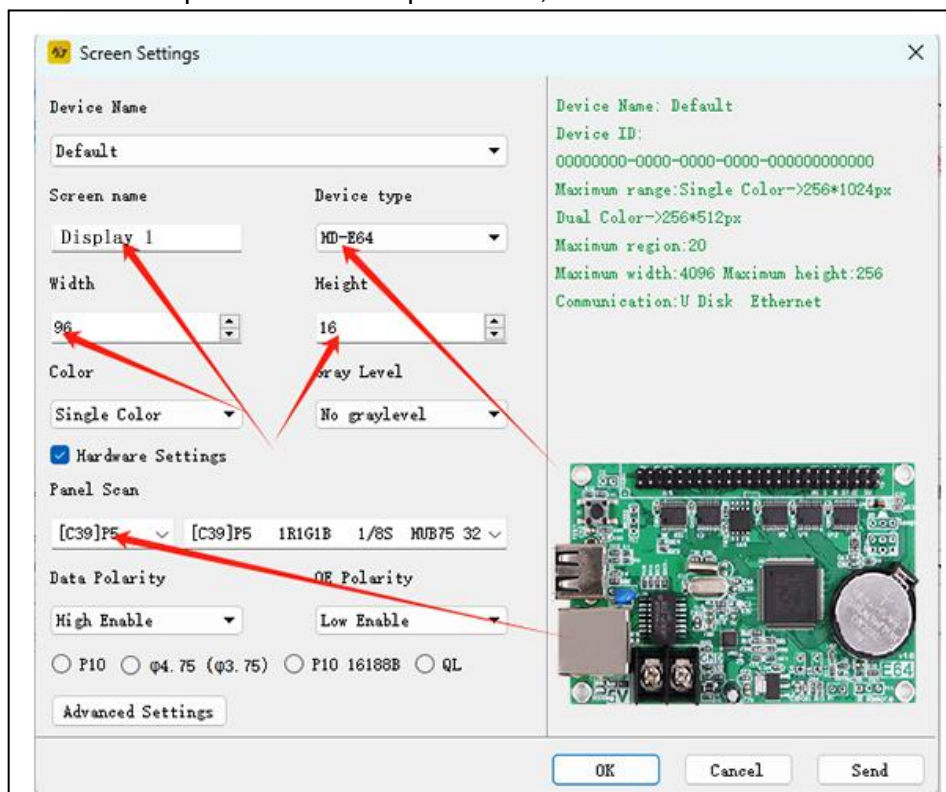 Screen Settings
Device Name
Default
Screen name Device type
Display 1 MD-E64
Width Height
96 16
Color Gray Level
Single Color No graylevel
Hardware Settings
Panel Scan
[C39]P5 [C39]P5 1R1G1B 1/8S HUB75 32
Data Polarity OE Polarity
High Enable Low Enable
P10 φ4.75 (φ3.75) P10 16188B QL
Advanced Settings
Device Name: Default
Device ID:
00000000-0000-0000-0000-000000000000
Maximum range:Single Color->256*1024px
Dual Color->256*512px
Maximum region:20
Maximum width:4096 Maximum height:256
Communication:U Disk Ethernet
GND
5V
E64
OK Cancel Send